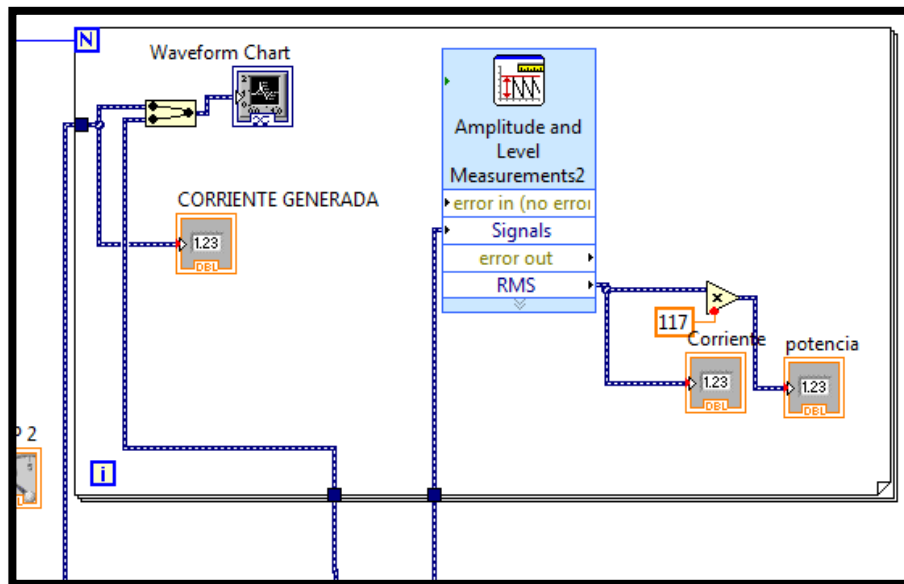 N
Waveform Chart
CORRIENTE GENERADA
1.23
DBL
Amplitude and
Level
Measurements2
error in (no erroi
Signals
error out
RMS
×
117
Corriente
1.23
DBL
potencia
1.23
DBL
P 2
i